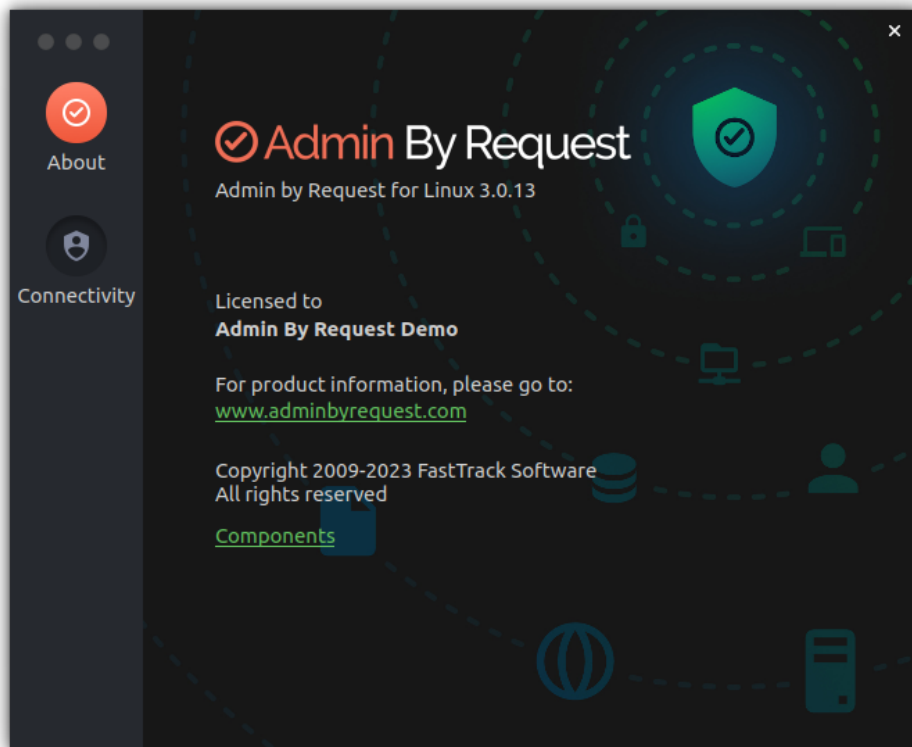 About
Connectivity
Admin By Request
Admin by Request for Linux 3.0.13
Licensed to
Admin By Request Demo
For product information, please go to:
www.adminbyrequest.com
Copyright 2009-2023 FastTrack Software
All rights reserved
Components